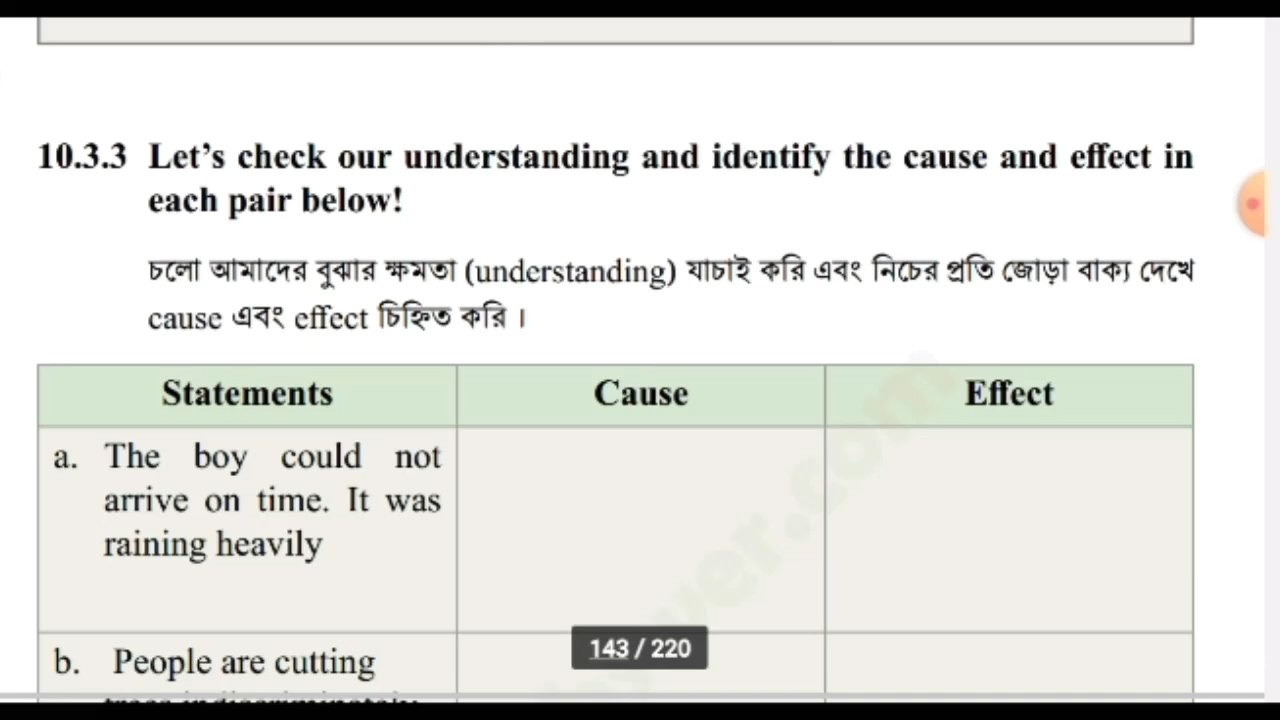 10.3.3 Let's check our understanding and identify the cause and effect in
each pair below!
চলো আমাদের বুঝার ক্ষমতা (understanding) যাচাই করি এবং নিচের প্রতি জোড়া বাক্য দেখে
cause এবং effect চিহ্নিত করি ।
Statements Cause Effect
a. The boy could not
arrive on time. It was
raining heavily
143 / 220
b. People are cutting